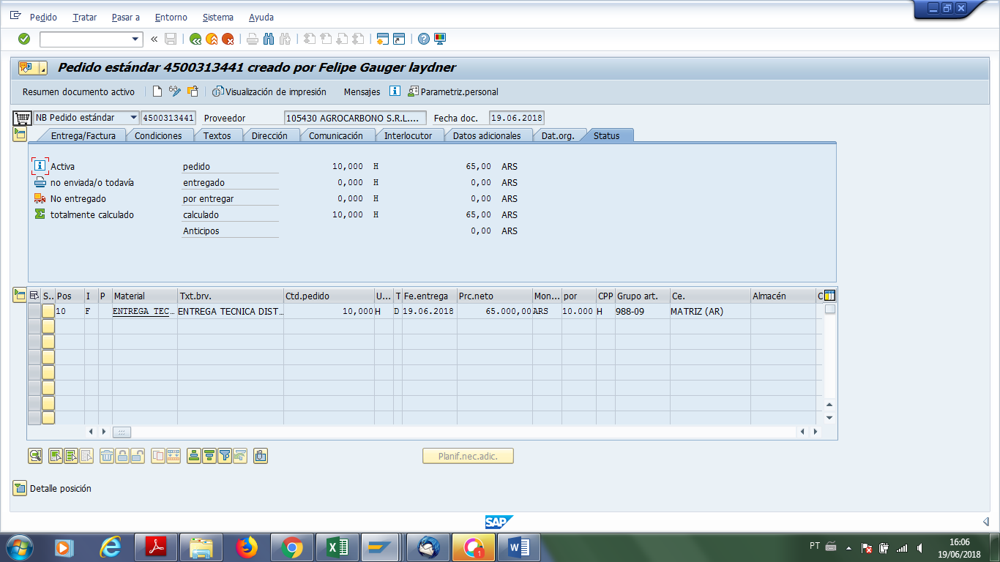 Pedido Tratar Pasar a Entorno Sistema Ayuda
Pedido estándar 4500313441 creado por Felipe Gauger laydner
Resumen documento activo Visualización de impresión Mensajes Parametriz.personal
NB Pedido estándar 4500313441 Proveedor 105430 AGROCARBONO S.R.L.... Fecha doc. 19.06.2018
Entrega/Factura Condiciones Textos Dirección Comunicación Interlocutor Datos adicionales Dat.org. Status
Activa pedido 10,000 H 65,00 ARS
no enviada/o todavía entregado 0,000 H 0,00 ARS
No entregado por entregar 0,000 H 0,00 ARS
totalmente calculado calculado 10,000 H 65,00 ARS
Anticipos 0,00 ARS
S.. Pos I P Material Txt.brv. Ctd.pedido U... T Fe.entrega Prc.neto Mon... por CPP Grupo art. Ce. Almacén C
10 F ENTREGA TEC... ENTREGA TECNICA DIST... 10,000 H D 19.06.2018 65.000,00 ARS 10.000 H 988-09 MATRIZ (AR)
Planif.nec.adic.
Detalle posición
SAP
PT 16:06
19/06/2018